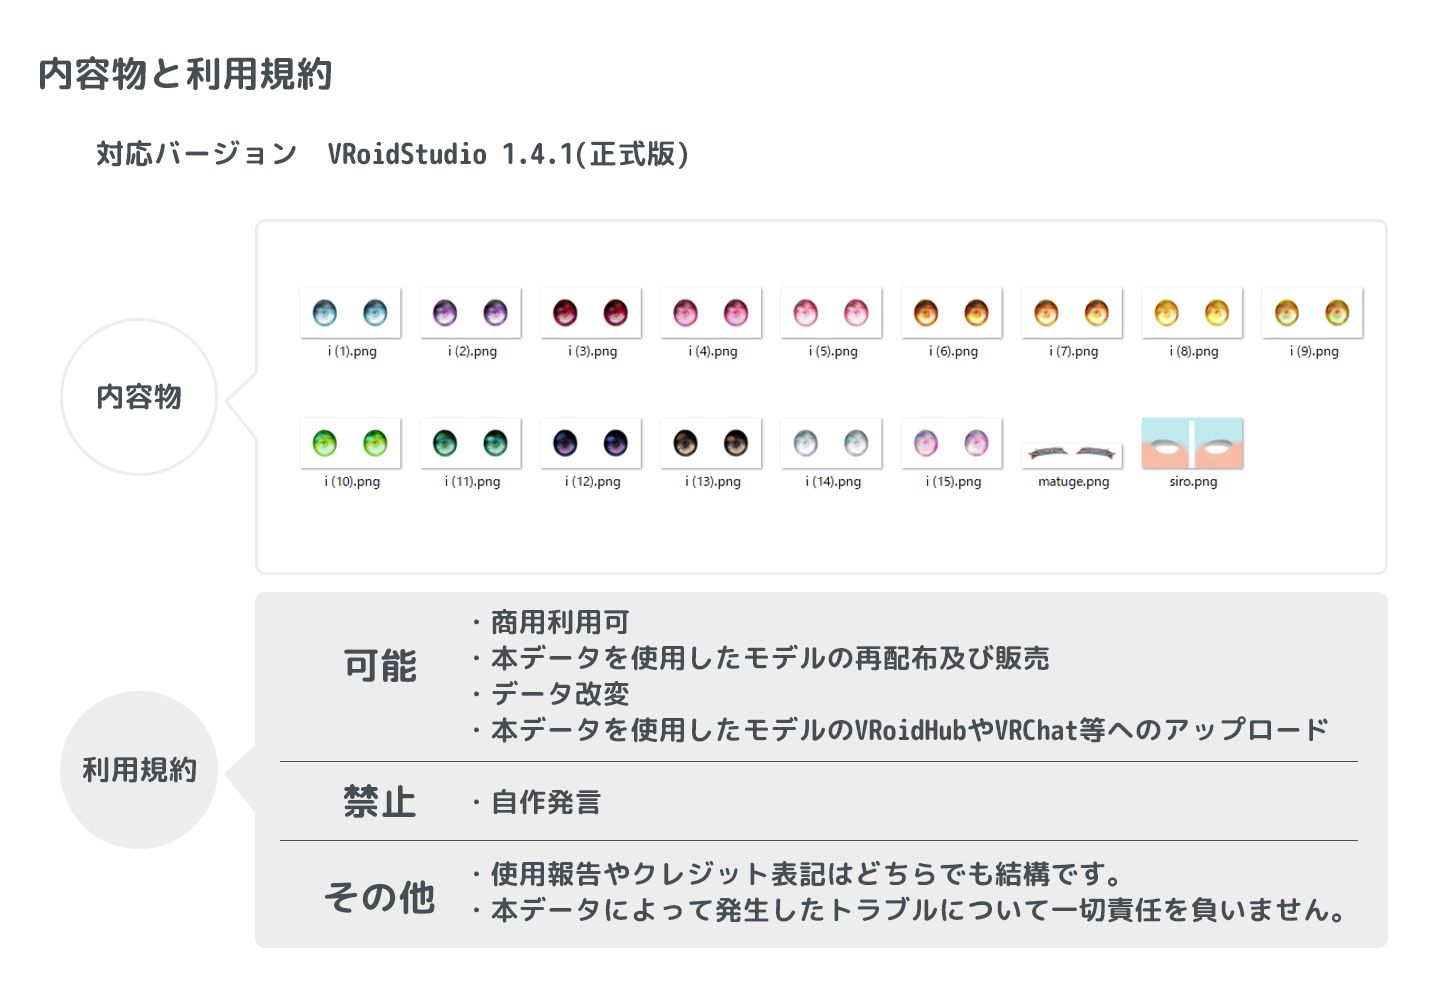 内容物と利用規約
対応バージョン　VRoidStudio 1.4.1(正式版)
内容物
i (1).png
i (2).png
i (3).png
i (4).png
i (5).png
i (6).png
i (7).png
i (8).png
i (9).png
i (10).png
i (11).png
i (12).png
i (13).png
i (14).png
i (15).png
matuge.png
siro.png
利用規約
可能
・商用利用可
・本データを使用したモデルの再配布及び販売
・データ改変
・本データを使用したモデルのVRoidHubやVRChat等へのアップロード
禁止
・自作発言
その他
・使用報告やクレジット表記はどちらでも結構です。
・本データによって発生したトラブルについて一切責任を負いません。